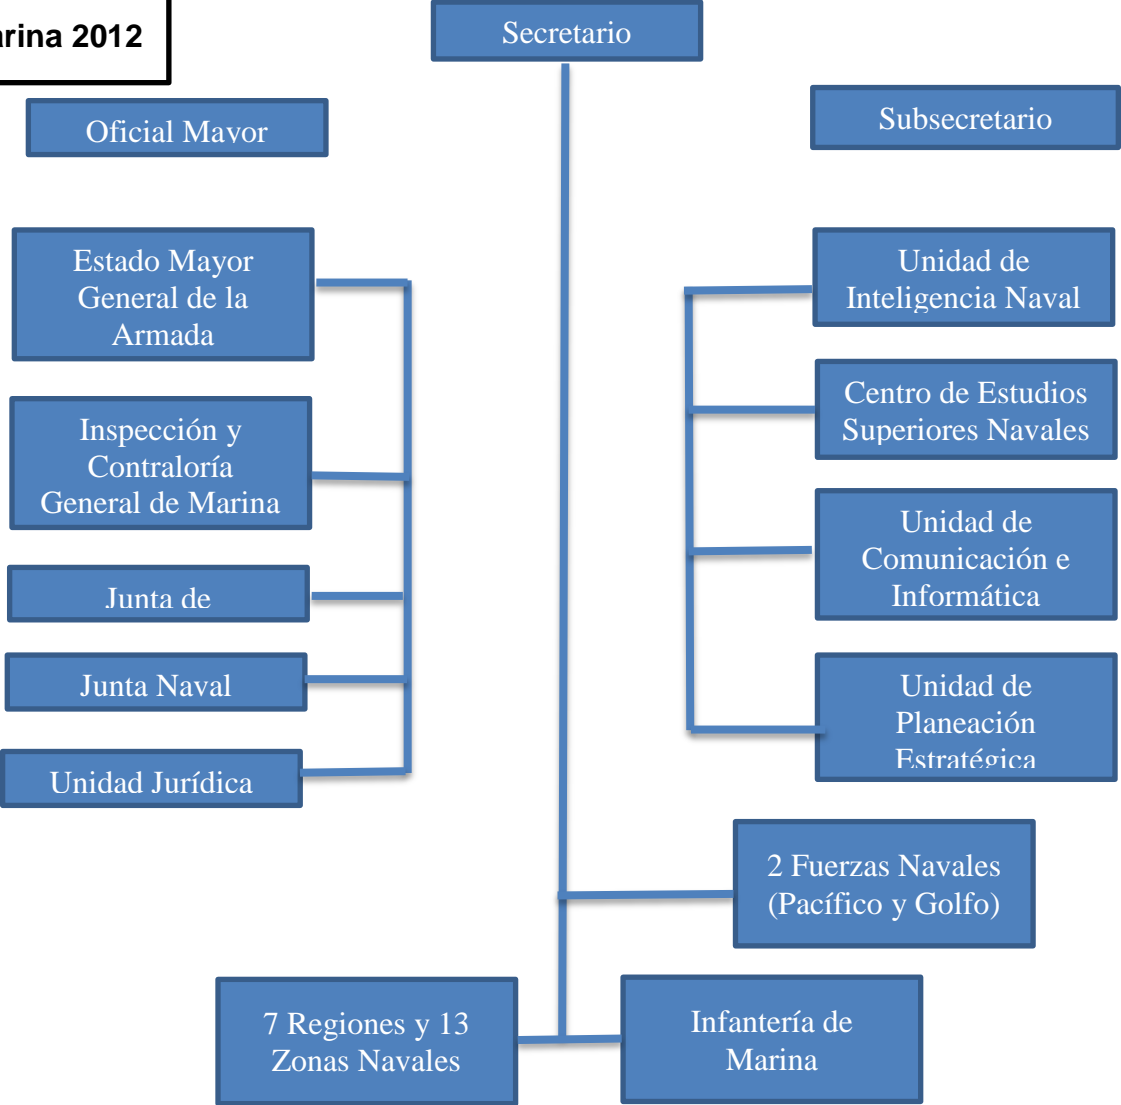 arina 2012
Secretario
Oficial Mayor
Subsecretario
Estado Mayor
General de la
Armada
Inspección y
Contraloría
General de Marina
Junta de
Junta Naval
Unidad Jurídica
Unidad de
Inteligencia Naval
Centro de Estudios
Superiores Navales
Unidad de
Comunicación e
Informática
Unidad de
Planeación
Estratégica
2 Fuerzas Navales
(Pacífico y Golfo)
7 Regiones y 13
Zonas Navales
Infantería de
Marina